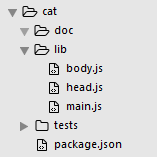 cat
doc
lib
body.js
head.js
main.js
tests
package.json